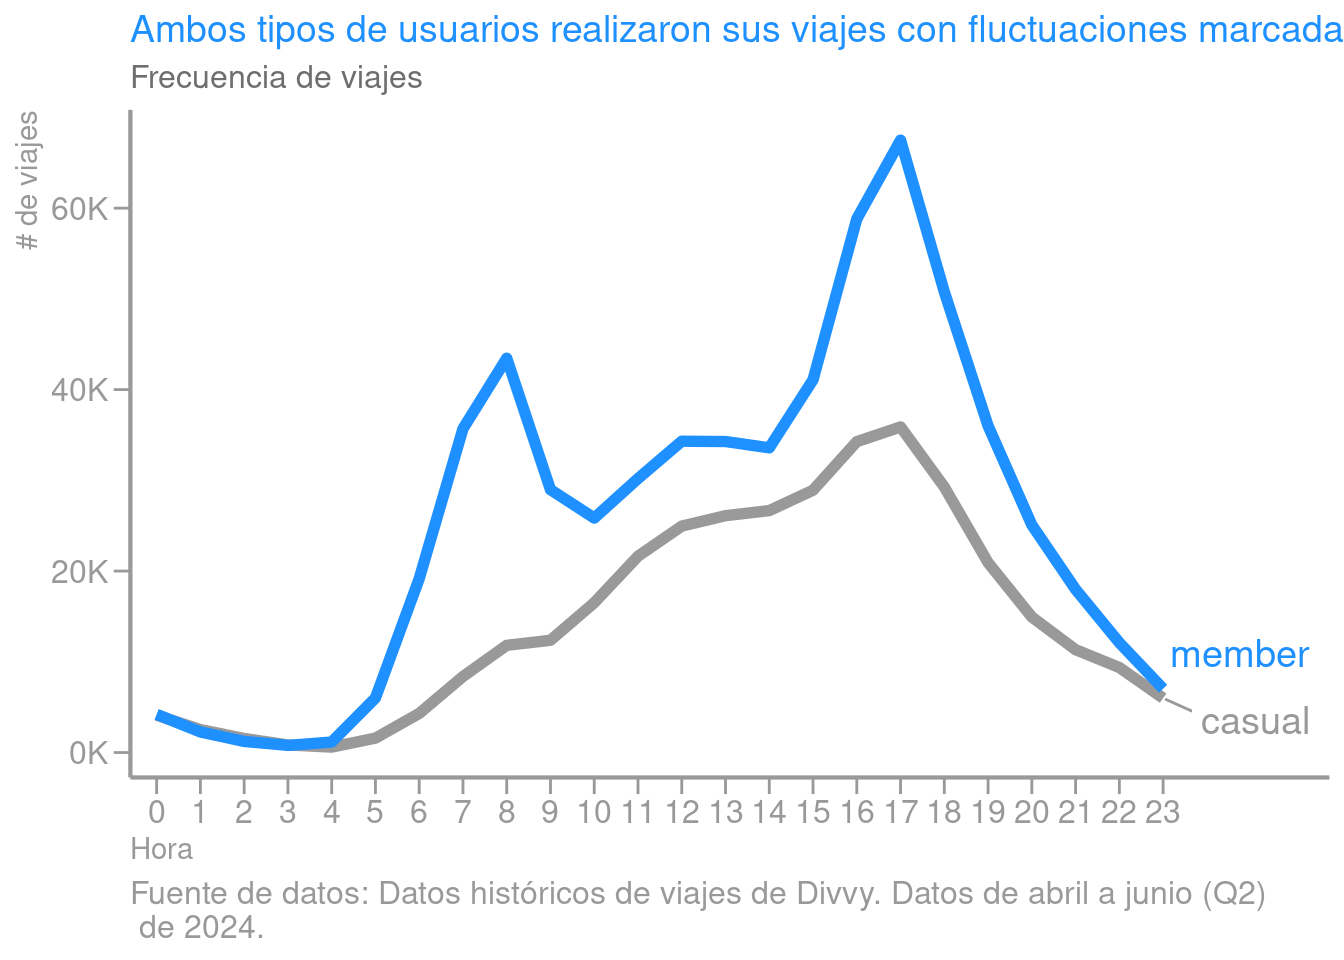 Ambos tipos de usuarios realizaron sus viajes con fluctuaciones marcada
Frecuencia de viajes
# de viajes
60K
40K
20K
0K
member
casual
0 1 2 3 4 5 6 7 8 9 10 11 12 13 14 15 16 17 18 19 20 21 22 23
Hora
Fuente de datos: Datos históricos de viajes de Divvy. Datos de abril a junio (Q2)
de 2024.